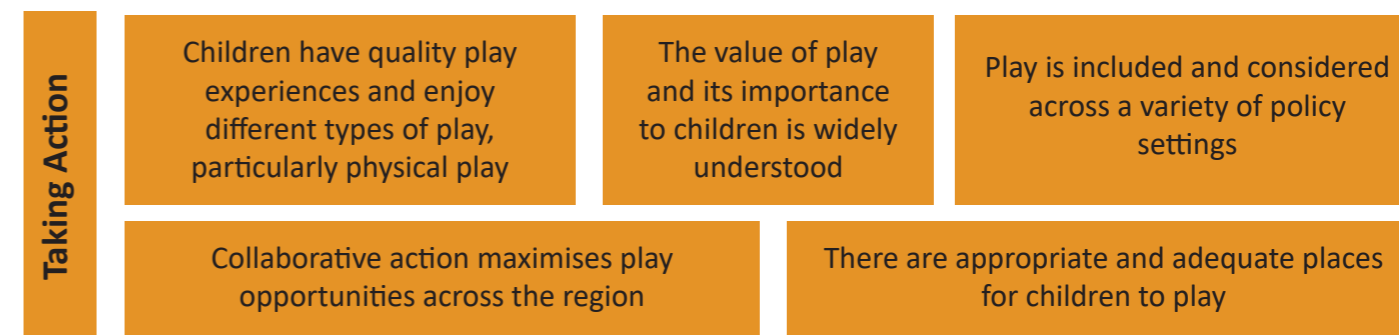 Taking Action
Children have quality play
experiences and enjoy
different types of play,
particularly physical play
The value of play
and its importance
to children is widely
understood
Play is included and considered
across a variety of policy
settings
Collaborative action maximises play
opportunities across the region
There are appropriate and adequate places
for children to play